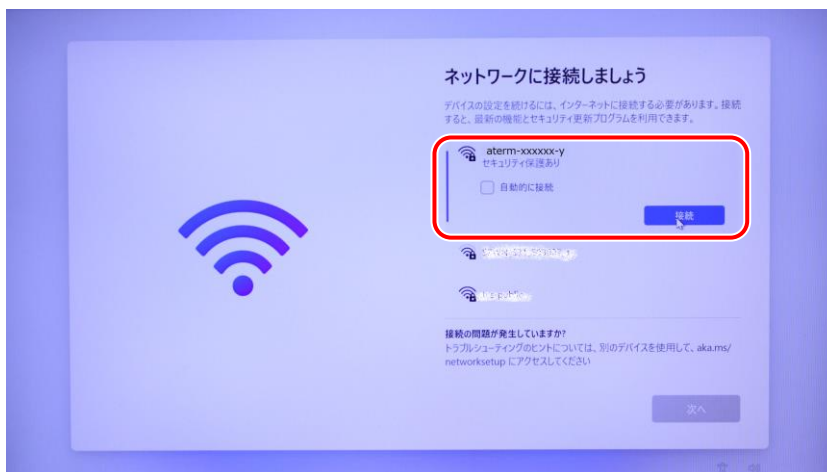 ネットワークに接続しましょう
デバイスの設定を続けるには、インターネットに接続する必要があります。接続
すると、最新の機能とセキュリティ更新プログラムを利用できます。
aterm-xxxxxx-y
セキュリティ保護あり
自動的に接続
接続
接続の問題が発生していますか?
トラブルシューティングのヒントについては、別のデバイスを使用して、aka.ms/
networksetup にアクセスしてください
次へ